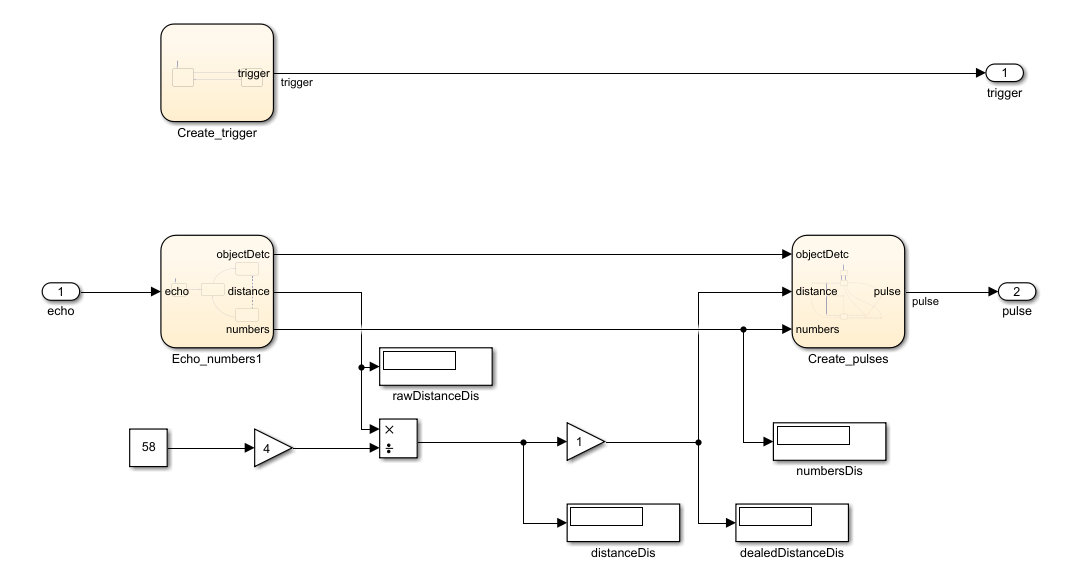 trigger
trigger
1
trigger
Create_trigger
objectDetc
objectDetc
1
echo
echo
distance
distance
pulse
pulse
2
pulse
numbers
numbers
Echo_numbers1
Create_pulses
rawDistanceDis
×
÷
58
4
1
numbersDis
distanceDis
dealedDistanceDis